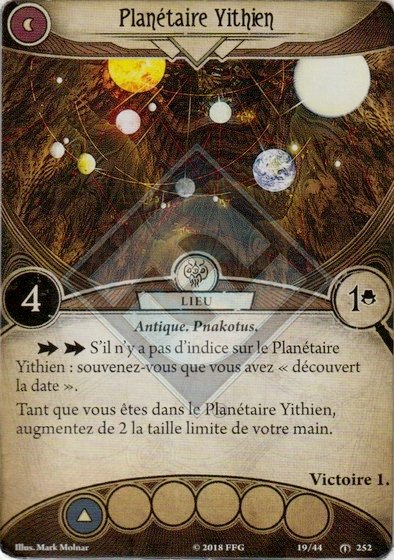 Planétaire Yithien
4
LIEU
1
Antique. Pnakotus.
S'il n'y a pas d'indice sur le Planétaire
Yithien : souvenez-vous que vous avez « découvert
la date ».
Tant que vous êtes dans le Planétaire Yithien,
augmentez de 2 la taille limite de votre main.
Victoire 1.
Illus. Mark Molnar © 2018 FFG 19/44 252